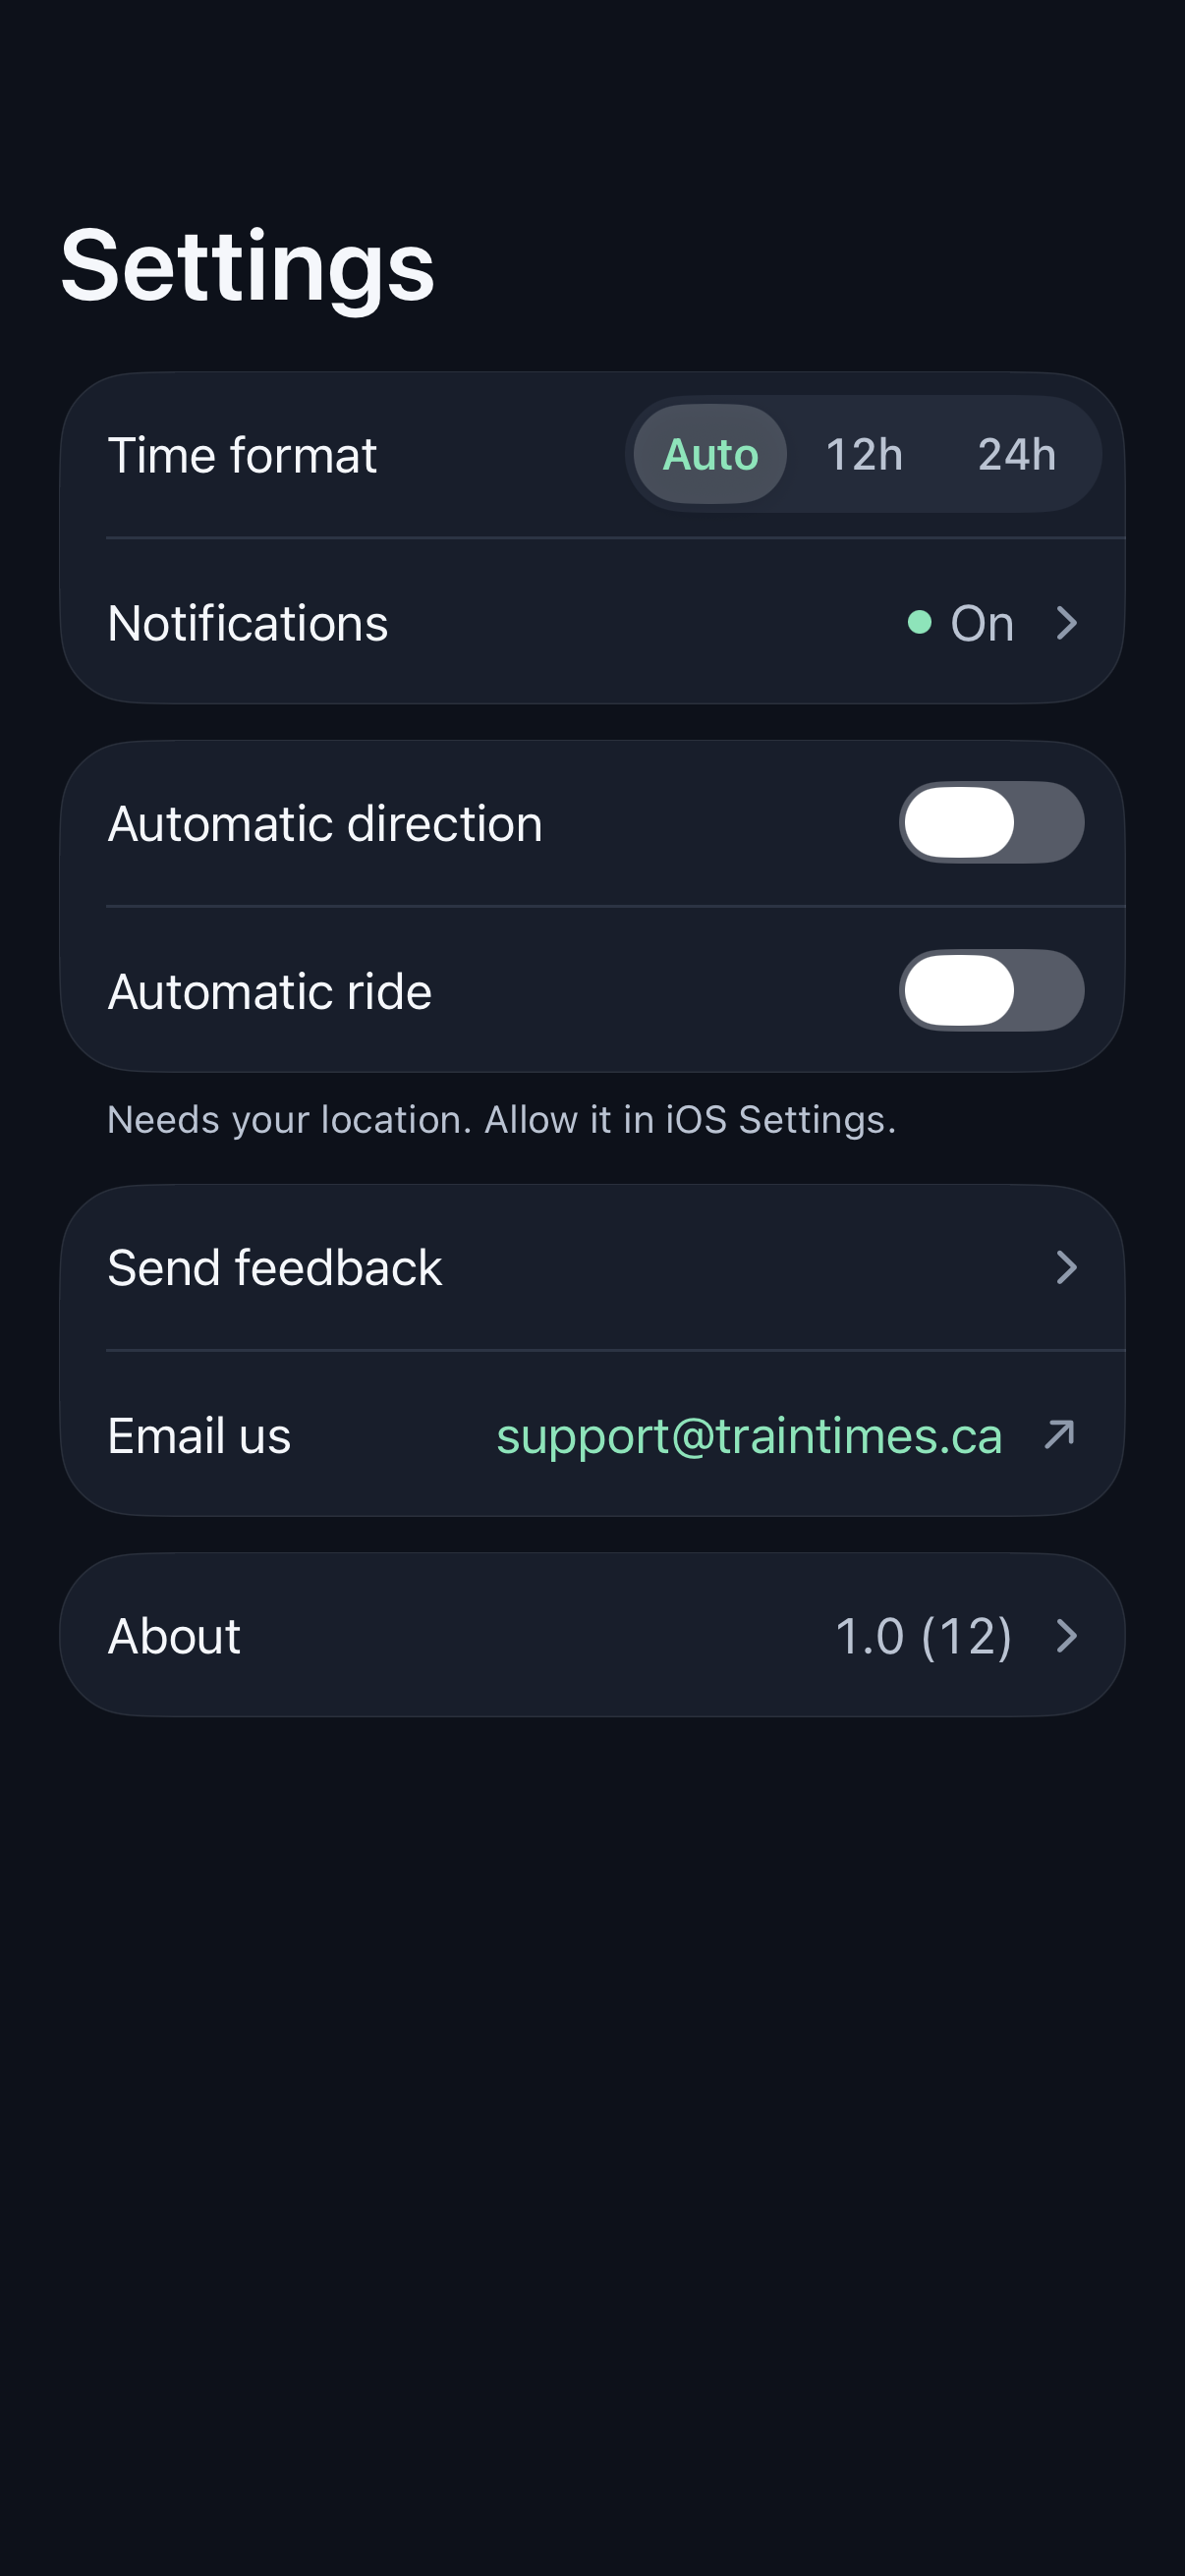 Settings
Time format Auto 12h 24h
Notifications On
Automatic direction
Automatic ride
Needs your location. Allow it in iOS Settings.
Send feedback
Email us support@traintimes.ca
About 1.0 (12)